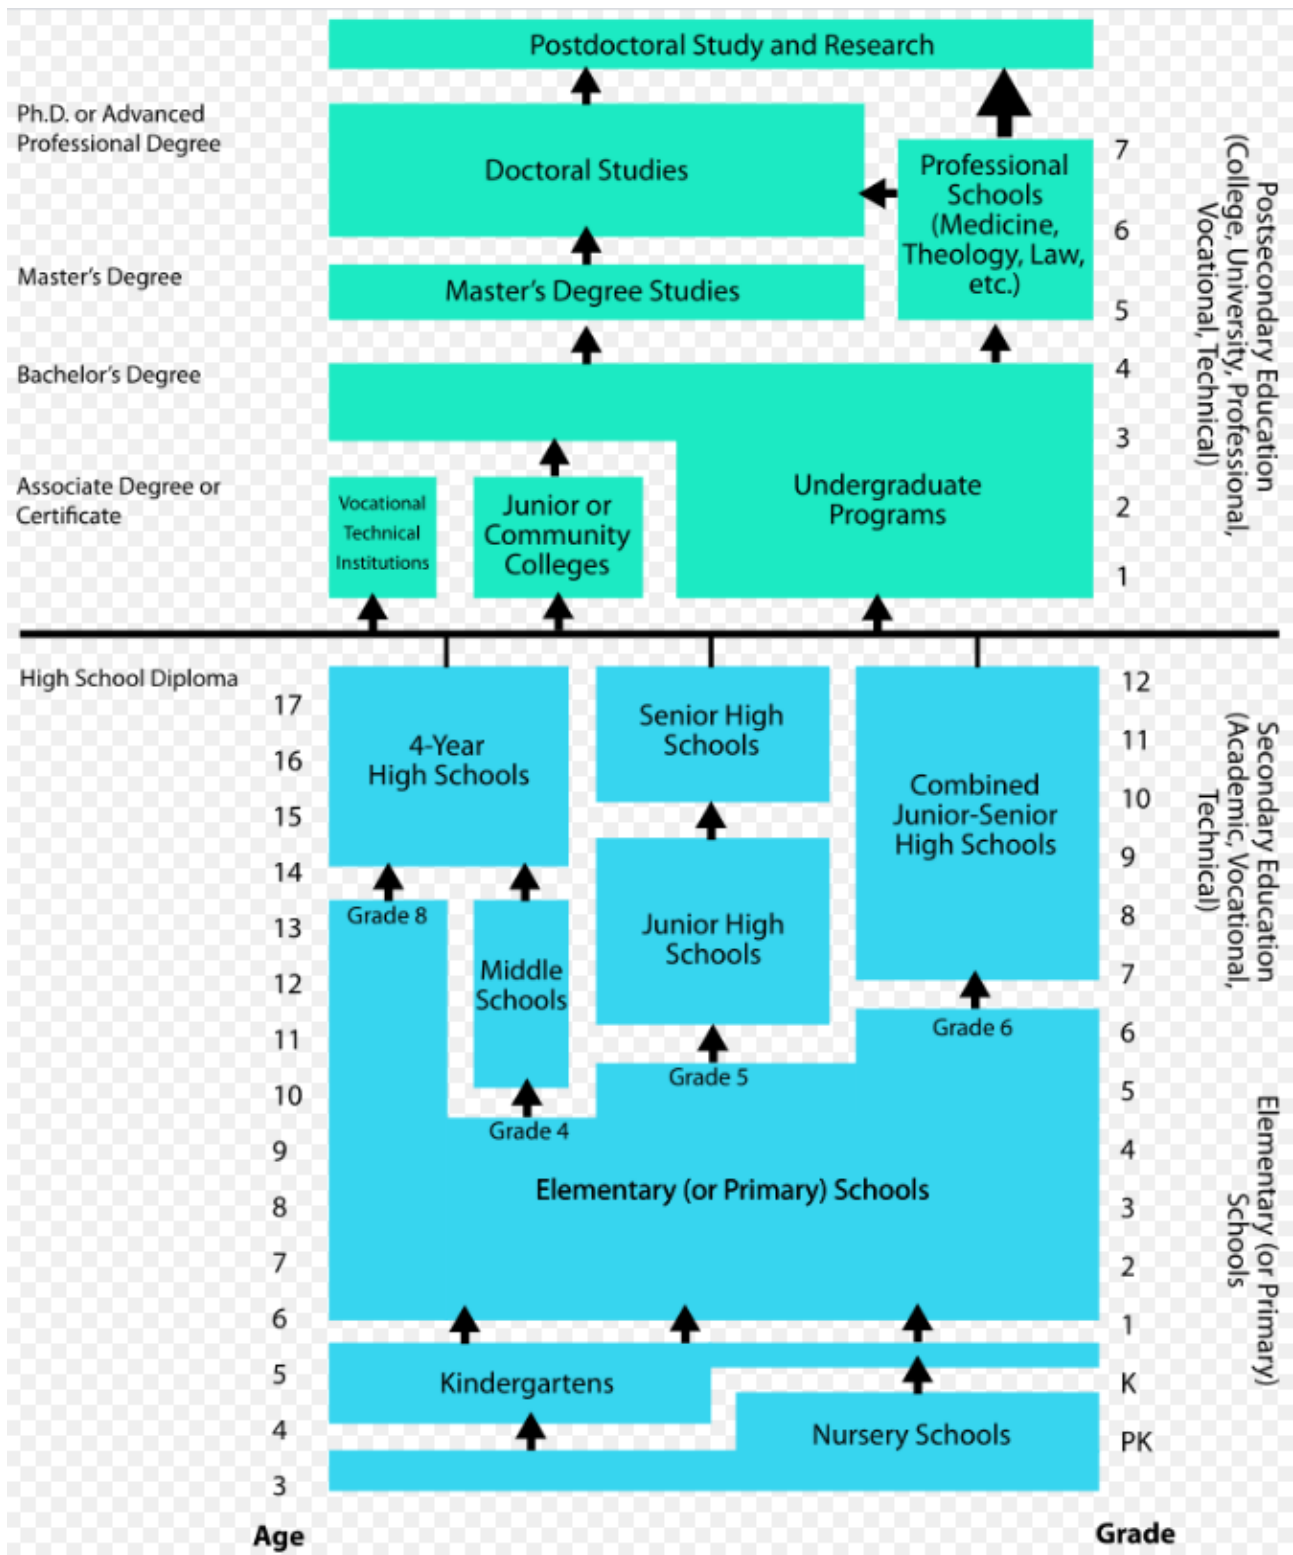 Postdoctoral Study and Research
Ph.D. or Advanced
Professional Degree
Doctoral Studies
7
Professional
Schools
(Medicine,
Theology, Law,
etc.)
6
Master's Degree
Master's Degree Studies
5
Bachelor's Degree
4
3
Associate Degree or
Certificate
Vocational
Technical
Institutions
Junior or
Community
Colleges
Undergraduate
Programs
2
1
Postsecondary Education
(College, University, Professional,
Vocational, Technical)
High School Diploma
17
16
15
14
13
12
11
10
9
8
7
6
5
4
3
Age
4-Year
High Schools
Senior High
Schools
Combined
Junior-Senior
High Schools
Grade 8
Middle
Schools
Junior High
Schools
Grade 6
Grade 5
Grade 4
Elementary (or Primary) Schools
Kindergartens
Nursery Schools
12
11
10
9
8
7
6
5
4
3
2
1
K
PK
Grade
Secondary Education
(Academic, Vocational,
Technical)
Elementary (or Primary)
Schools